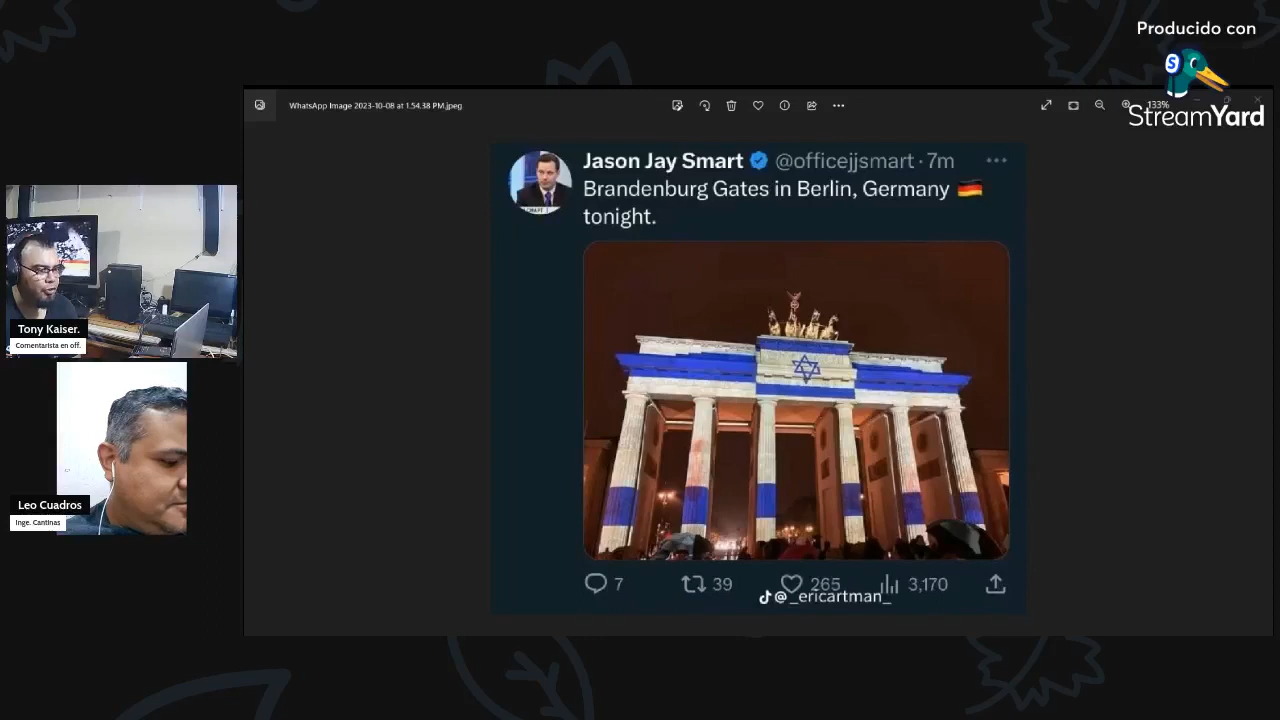 Producido con
StreamYard
WhatsApp Image 2023-10-08 at 1.54.38 PM.jpeg
133%
Jason Jay Smart @officejjsmart · 7m
Brandenburg Gates in Berlin, Germany 🇩🇪
tonight.
7
39
265
3,170
@_ericartman_
Tony Kaiser.
Comentarista en off.
Leo Cuadros
Inge. Cantinas